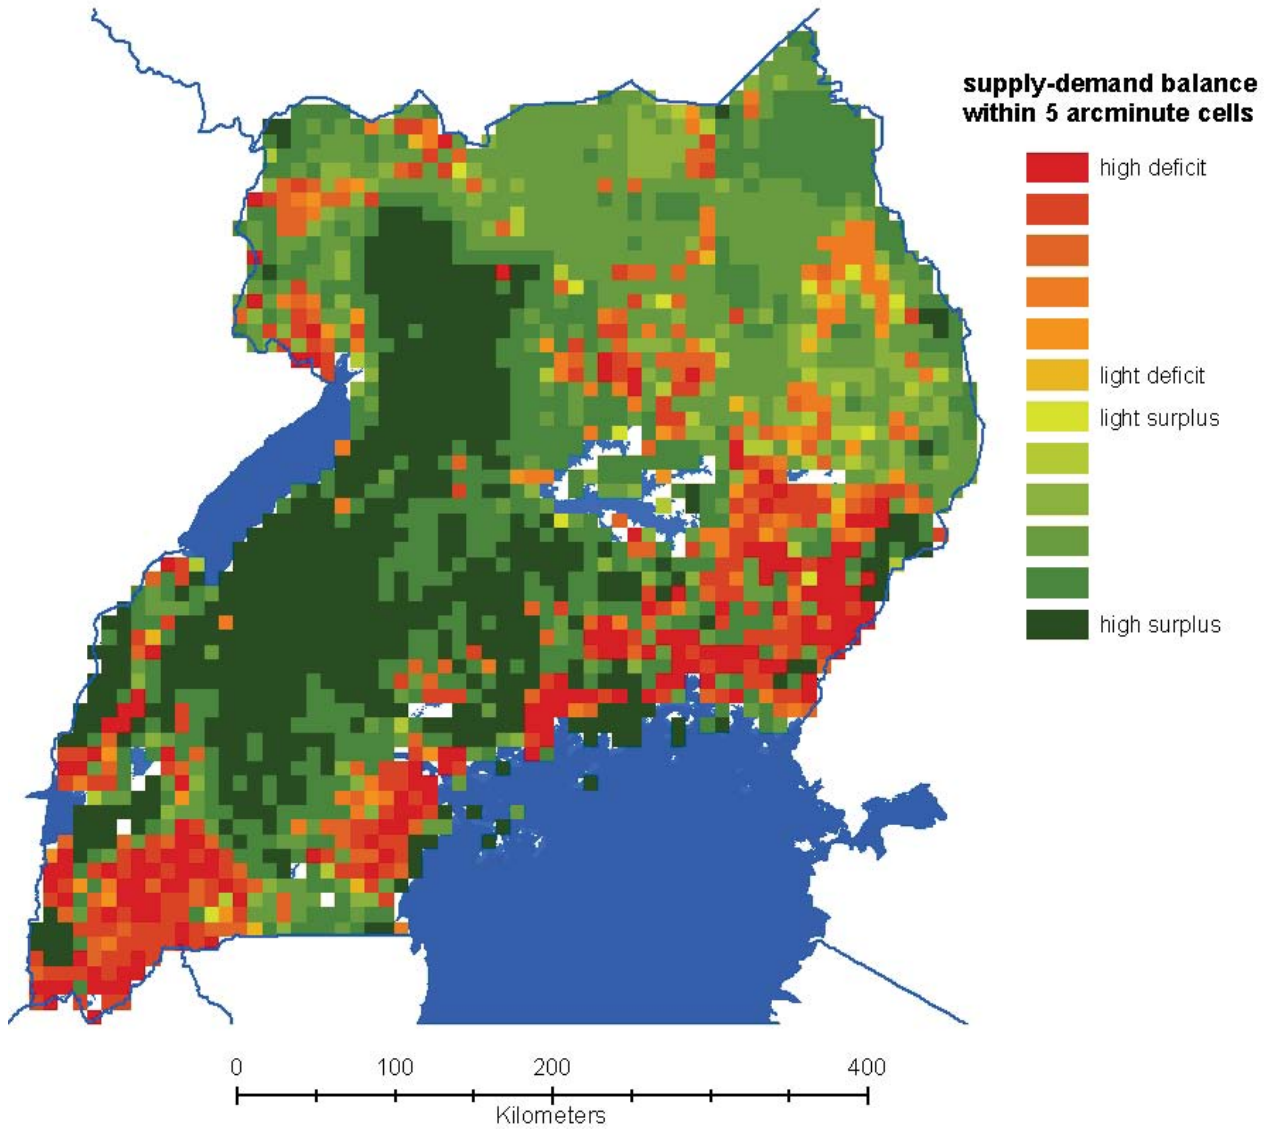 supply-demand balance
within 5 arcminute cells
high deficit
light deficit
light surplus
high surplus
0 100 200 400
Kilometers